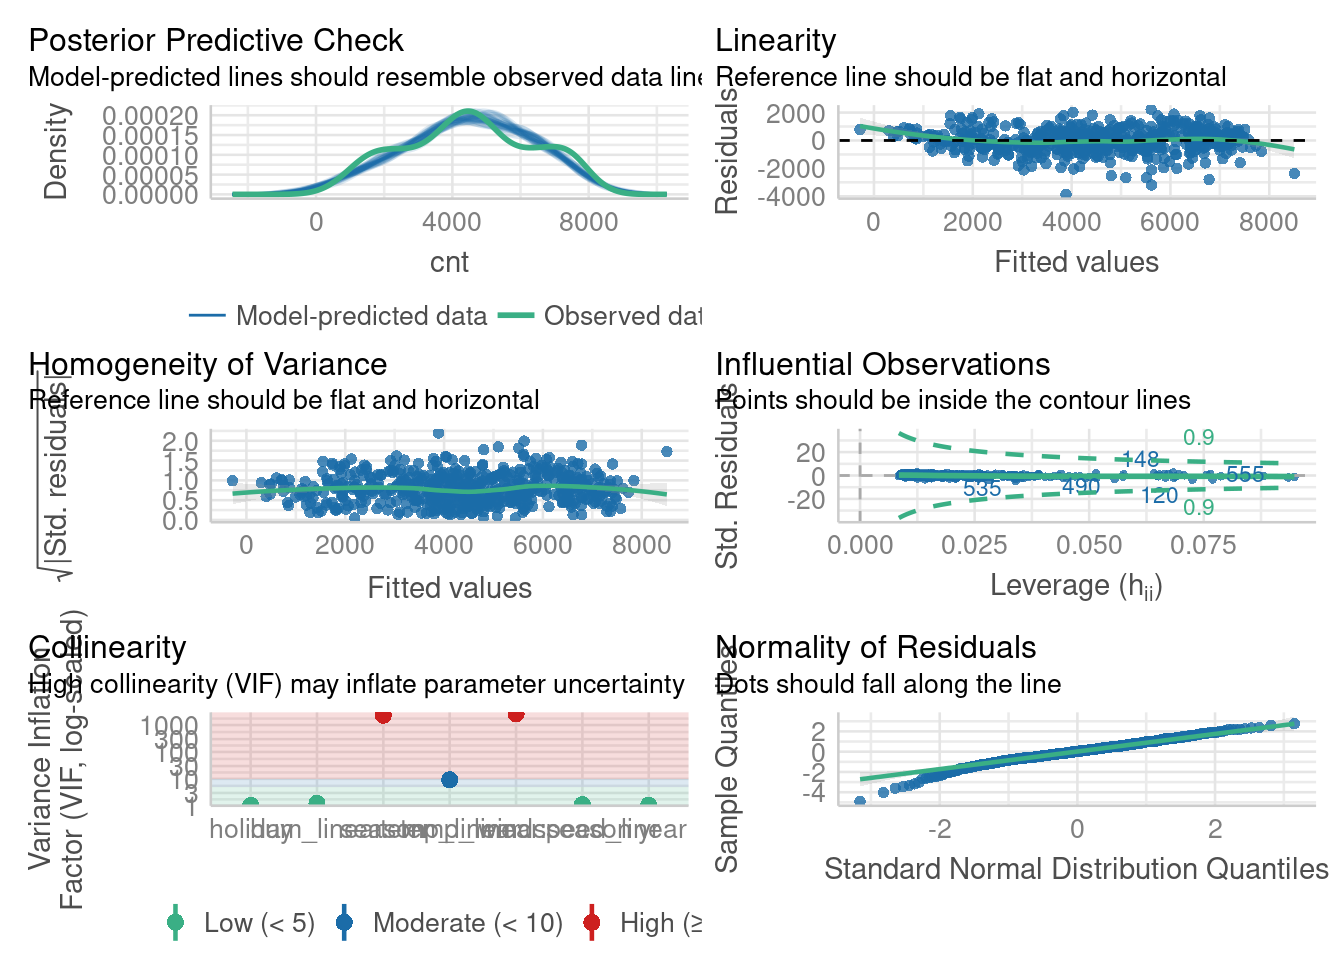 Posterior Predictive Check
Model-predicted lines should resemble observed data line
Density
0.00020
0.00015
0.00010
0.00005
0.00000
0 4000 8000
cnt
Model-predicted data Observed dat
Linearity
Reference line should be flat and horizontal
Residuals
2000
0
-2000
-4000
0 2000 4000 6000 8000
Fitted values
Homogeneity of Variance
Reference line should be flat and horizontal
√|Std. residuals|
2.0
1.5
1.0
0.5
0.0
0 2000 4000 6000 8000
Fitted values
Influential Observations
Points should be inside the contour lines
Std. Residuals
20
0
-20
0.9
148
555
490
535
120
0.9
0.000 0.025 0.050 0.075
Leverage (hii)
Collinearity
High collinearity (VIF) may inflate parameter uncertainty
Variance Inflation
Factor (VIF, log-scaled)
1000
300
100
30
10
3
1
holiday
Low (< 5) Moderate (< 10) High (≥
Normality of Residuals
Dots should fall along the line
Sample Quantiles
2
0
-2
-4
-2 0 2
Standard Normal Distribution Quantiles